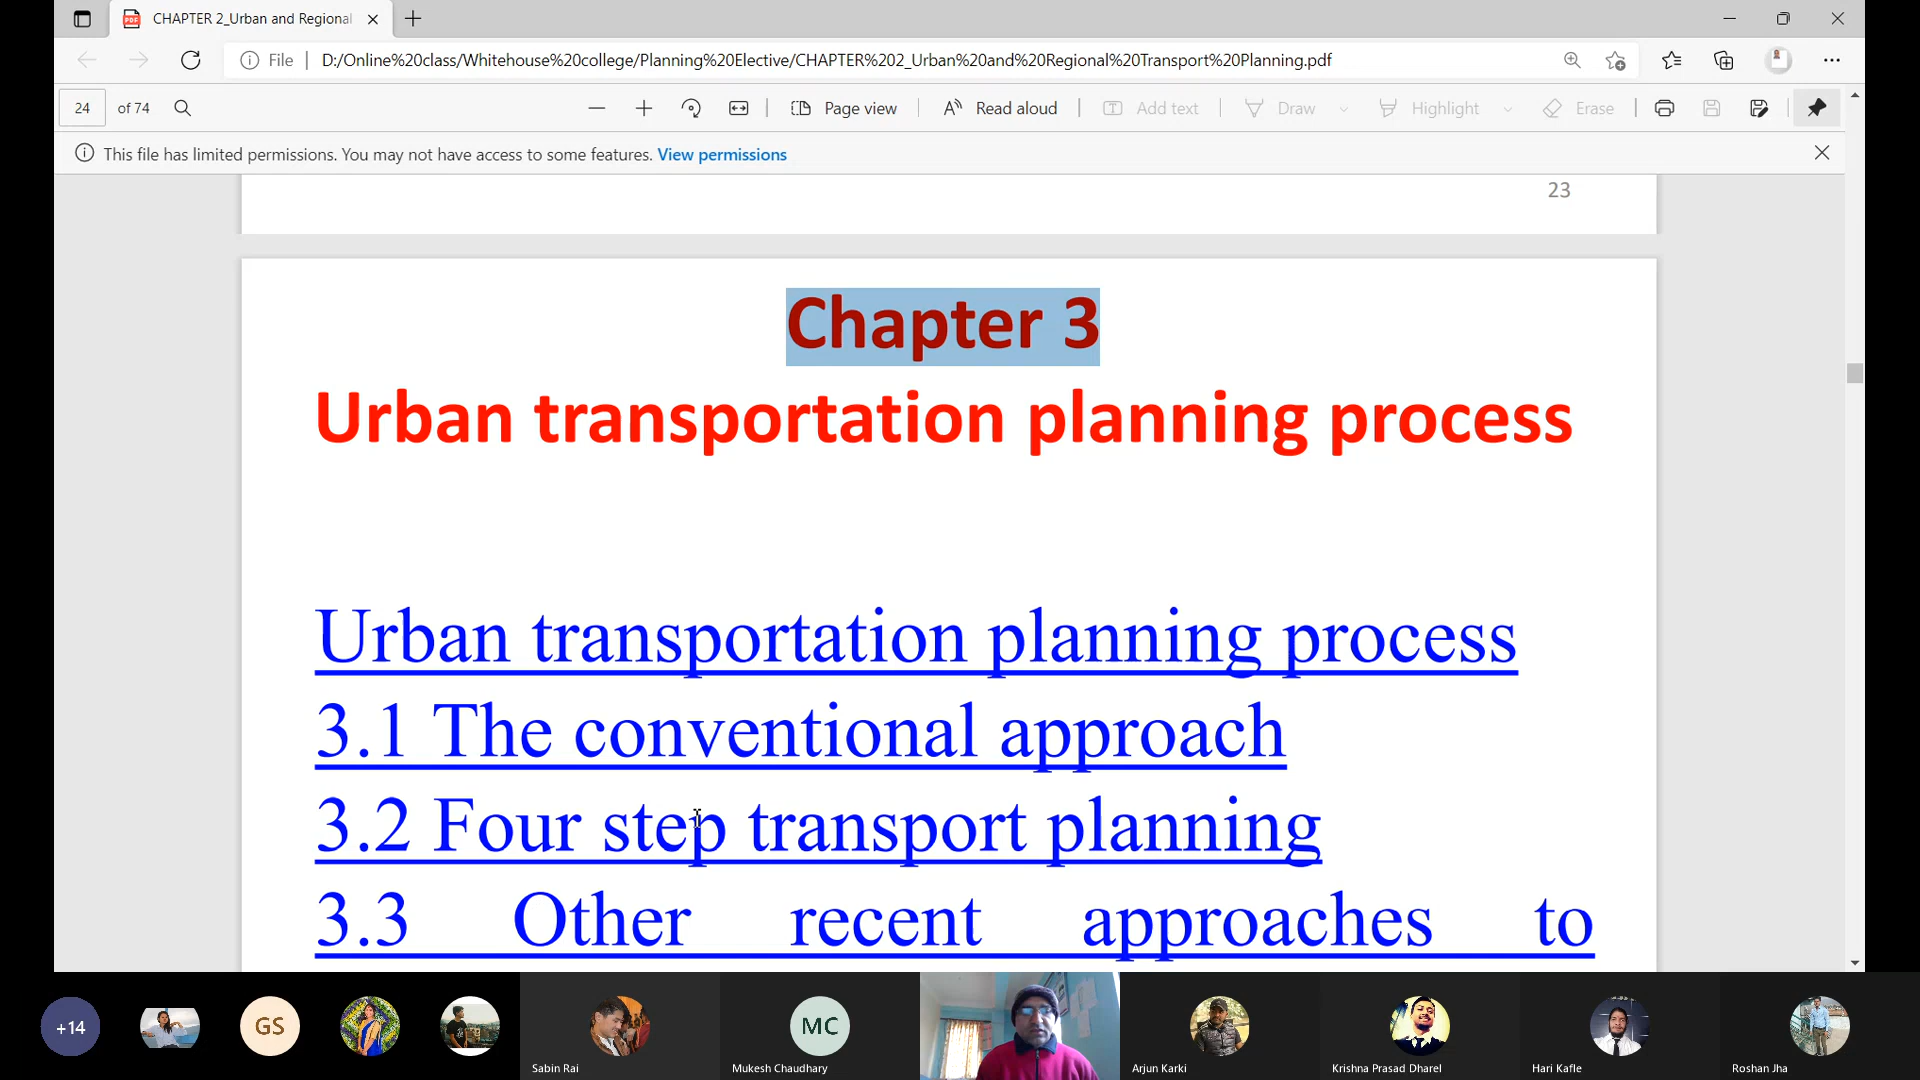 CHAPTER 2_Urban and Regional
File
D:/Online%20class/Whitehouse%20college/Planning%20Elective/CHAPTER%202_Urban%20and%20Regional%20Transport%20Planning.pdf
24 of 74
Page view
Read aloud
Add text
Draw
Highlight
Erase
This file has limited permissions. You may not have access to some features. View permissions
23
Chapter 3
Urban transportation planning process
Urban transportation planning process
3.1 The conventional approach
3.2 Four step transport planning
3.3 Other recent approaches to
+14
GS
MC
Sabin Rai
Mukesh Chaudhary
Arjun Karki
Krishna Prasad Dharel
Hari Kafle
Roshan Jha